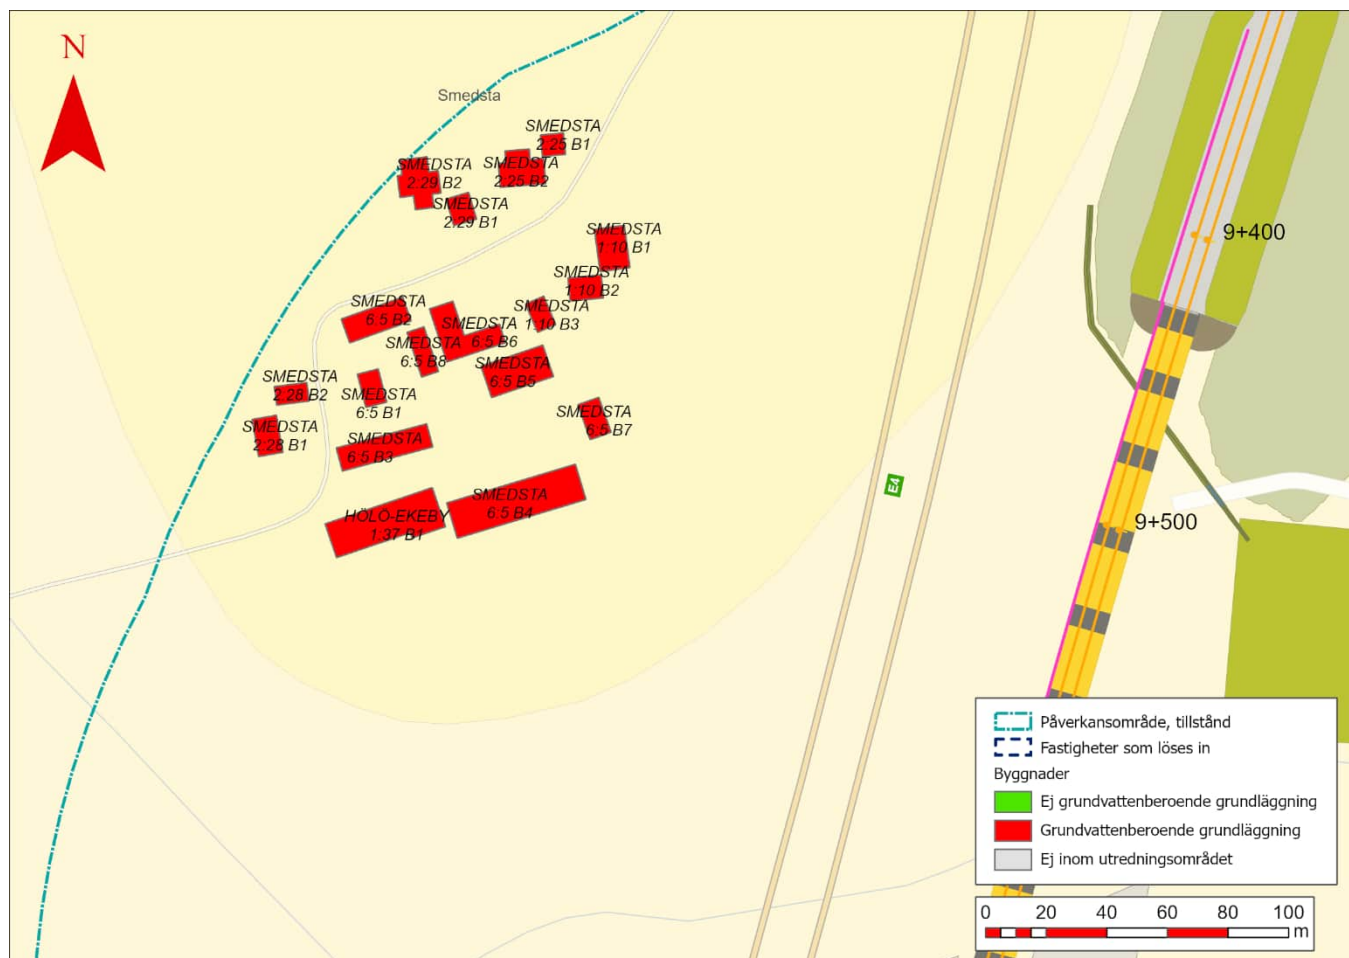 N
Smedsta
SMEDSTA
2:25 B1
SMEDSTA
2:25 B2
SMEDSTA
2:29 B2
SMEDSTA
2:29 B1
SMEDSTA
1:10 B1
SMEDSTA
1:10 B2
SMEDSTA
1:10 B3
SMEDSTA
6:5 B2
SMEDSTA
6:5 B6
SMEDSTA
6:5 B8
SMEDSTA
6:5 B5
SMEDSTA
2:28 B2
SMEDSTA
6:5 B1
SMEDSTA
6:5 B7
SMEDSTA
2:28 B1
SMEDSTA
6:5 B3
SMEDSTA
6:5 B4
HÖLÖ-EKEBY
1:37 B1
E4
9+400
9+500
Påverkansområde, tillstånd
Fastigheter som löses in
Byggnader
Ej grundvattenberoende grundläggning
Grundvattenberoende grundläggning
Ej inom utredningsområdet
0 20 40 60 80 100
m